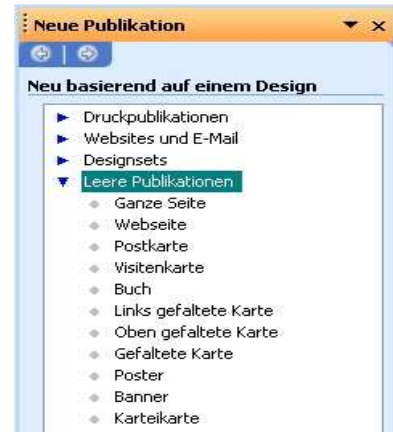 Neue Publikation
Neu basierend auf einem Design
Druckpublikationen
Websites und E-Mail
Designsets
Leere Publikationen
Ganze Seite
Webseite
Postkarte
Visitenkarte
Buch
Links gefaltete Karte
Oben gefaltete Karte
Gefaltete Karte
Poster
Banner
Karteikarte